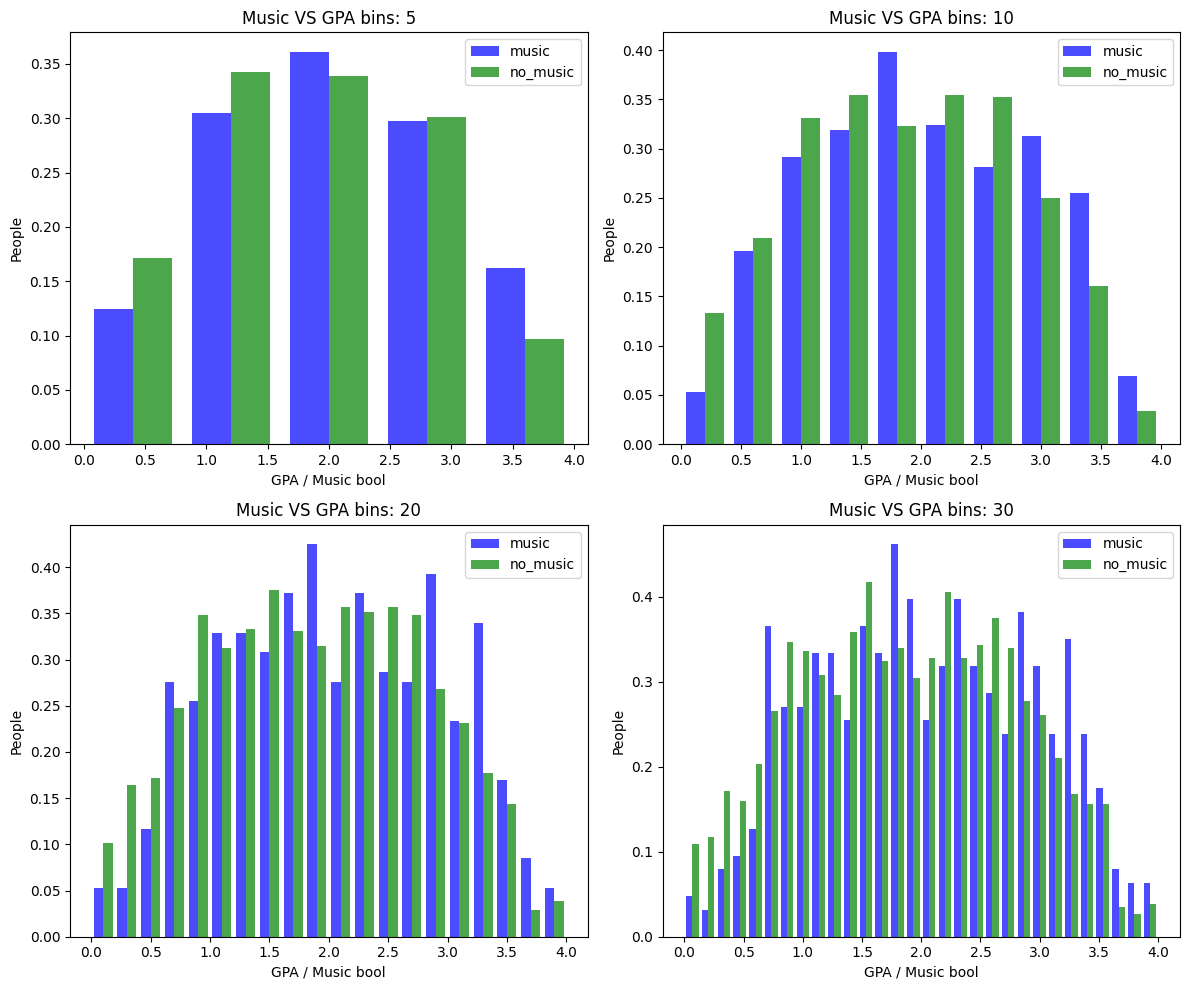 Music VS GPA bins: 5
music
no_music
People
0.35
0.30
0.25
0.20
0.15
0.10
0.05
0.00
0.0 0.5 1.0 1.5 2.0 2.5 3.0 3.5 4.0
GPA / Music bool
Music VS GPA bins: 10
music
no_music
People
0.40
0.35
0.30
0.25
0.20
0.15
0.10
0.05
0.00
0.0 0.5 1.0 1.5 2.0 2.5 3.0 3.5 4.0
GPA / Music bool
Music VS GPA bins: 20
music
no_music
People
0.40
0.35
0.30
0.25
0.20
0.15
0.10
0.05
0.00
0.0 0.5 1.0 1.5 2.0 2.5 3.0 3.5 4.0
GPA / Music bool
Music VS GPA bins: 30
music
no_music
People
0.4
0.3
0.2
0.1
0.0
0.0 0.5 1.0 1.5 2.0 2.5 3.0 3.5 4.0
GPA / Music bool